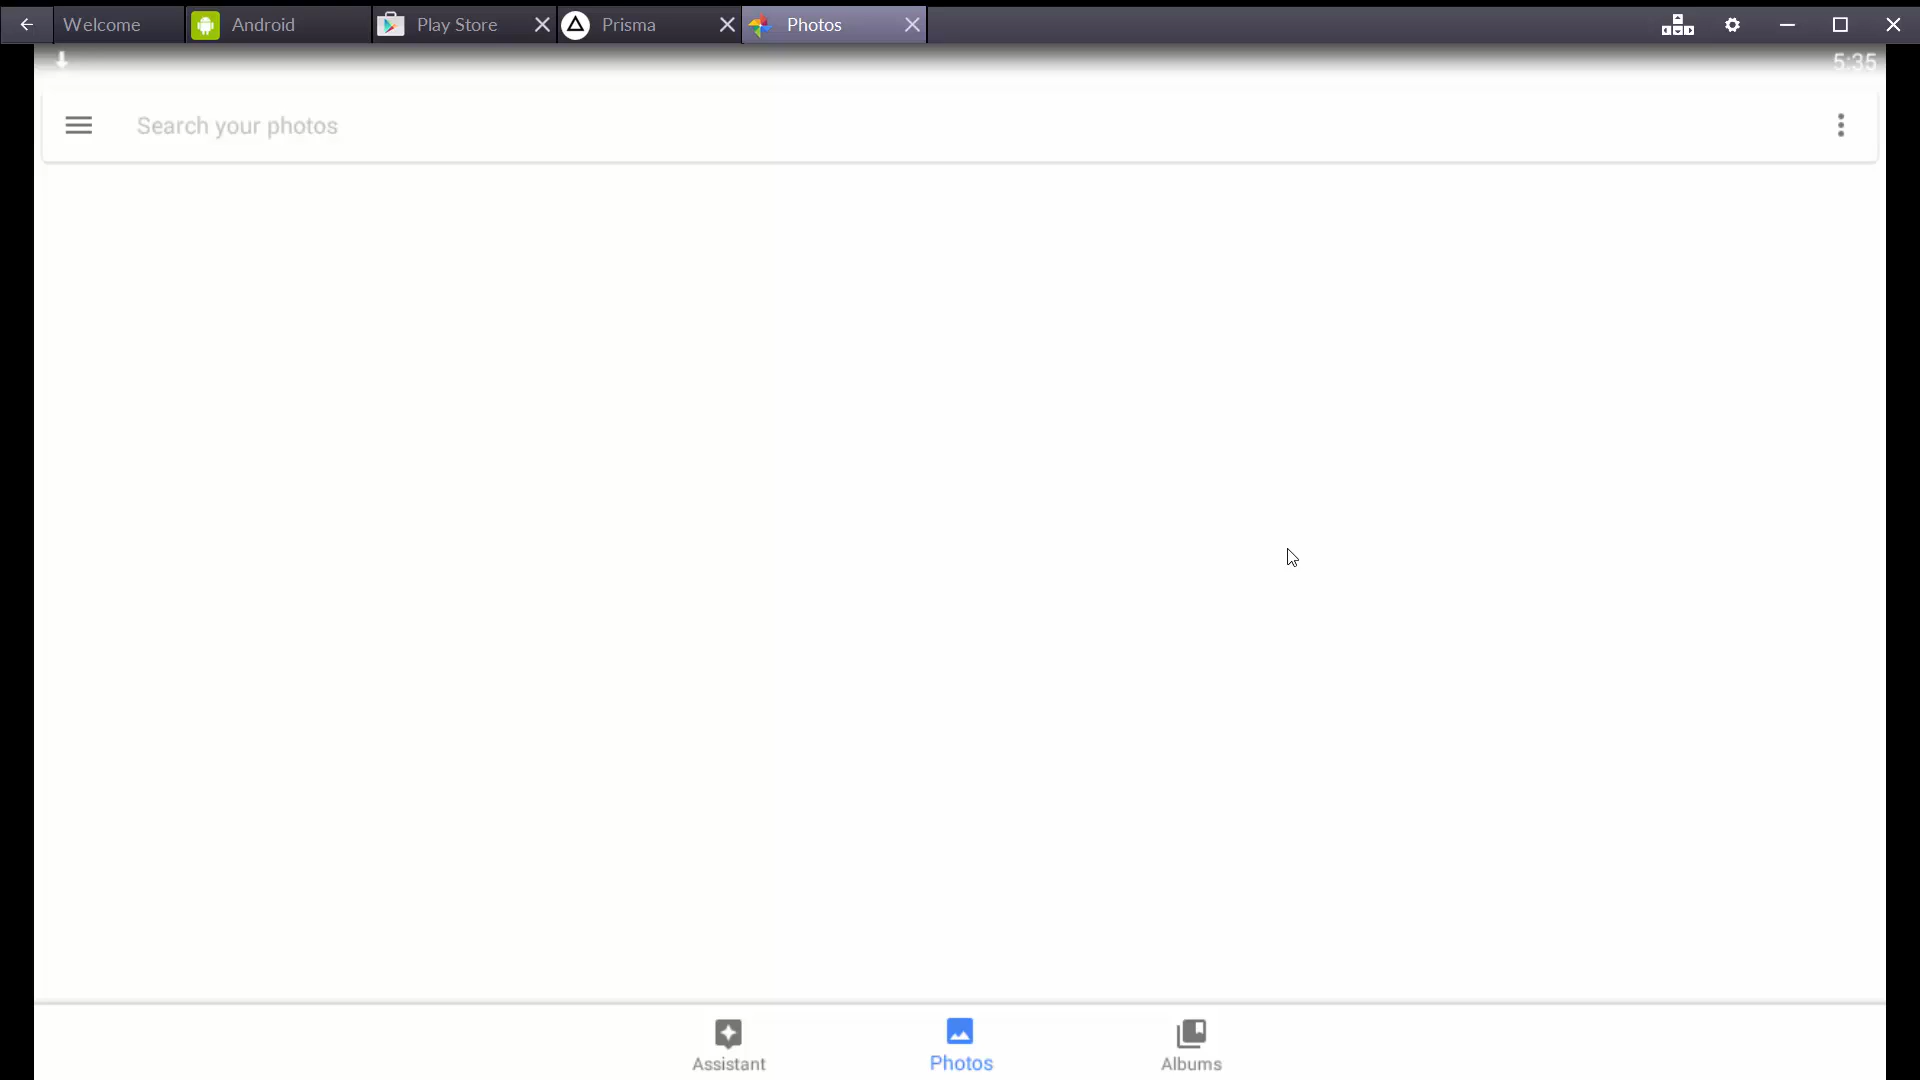 Welcome
Android
Play Store
Prisma
Photos
5:35
Search your photos
Assistant
Photos
Albums